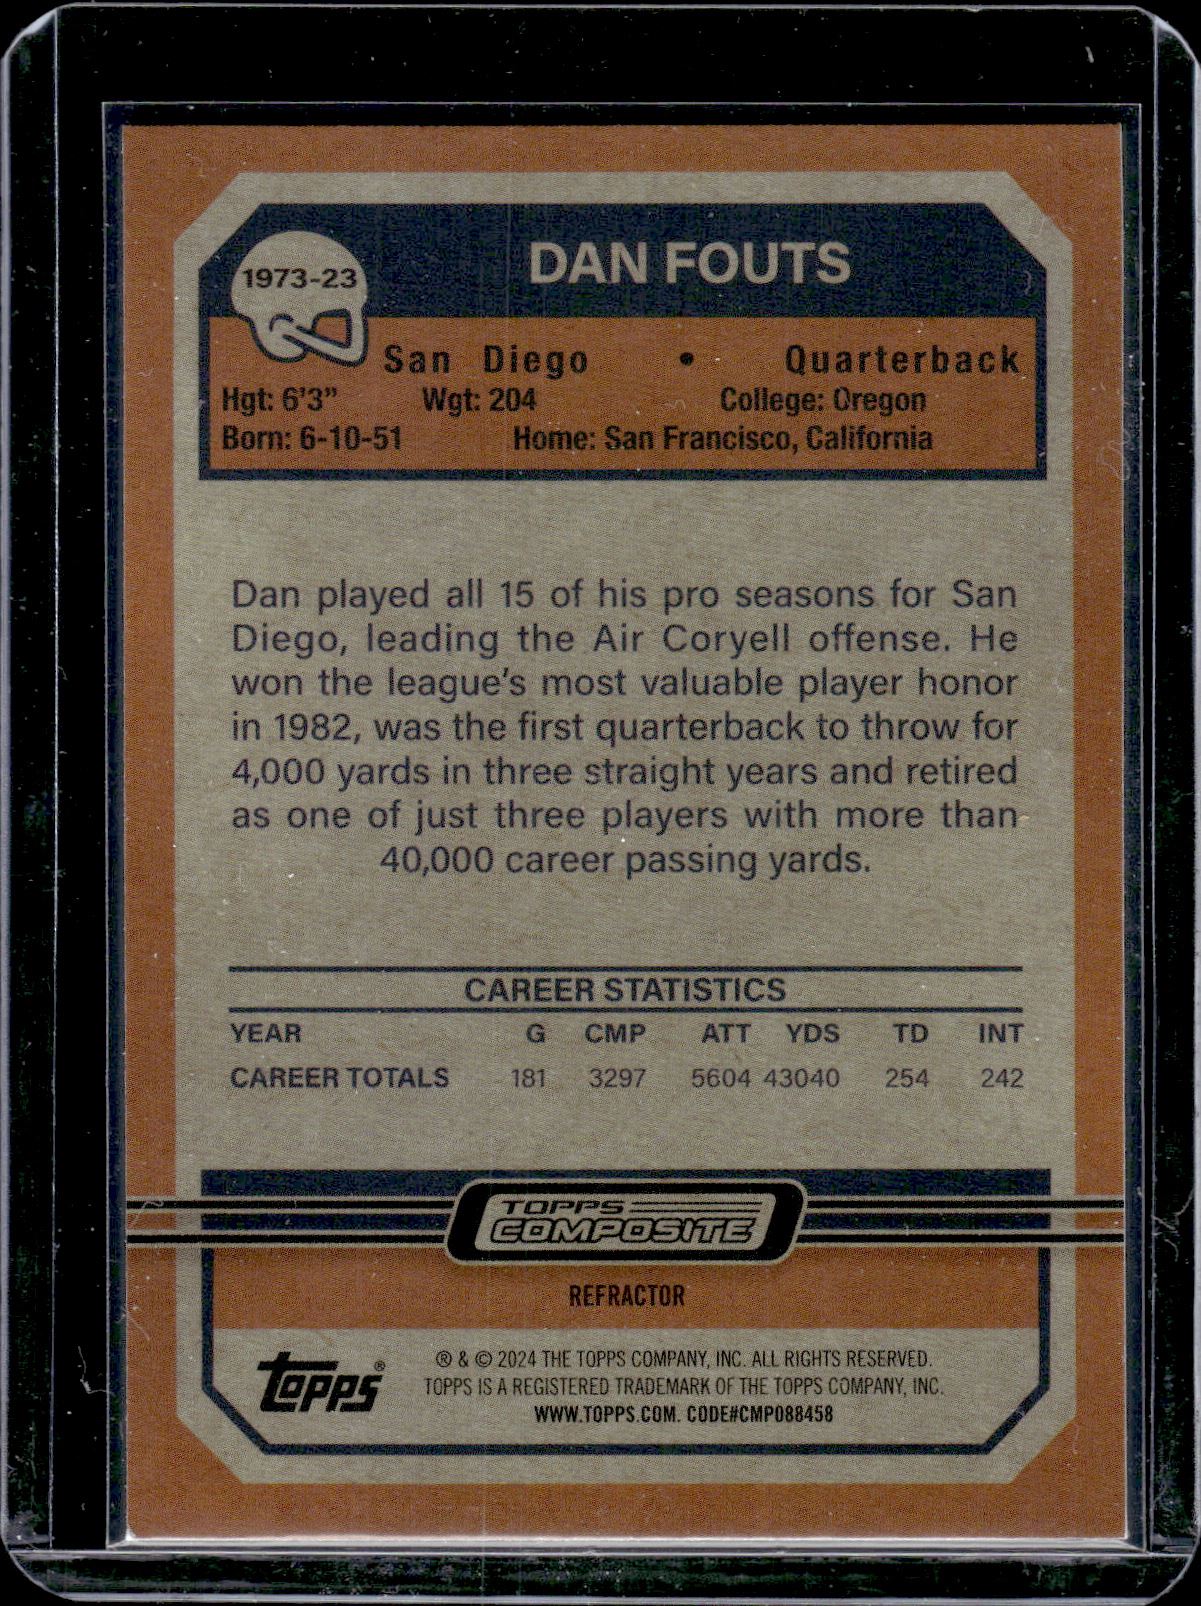 1973-23
DAN FOUTS
San Diego • Quarterback
Hgt: 6'3" Wgt: 204 College: Oregon
Born: 6-10-51 Home: San Francisco, California
Dan played all 15 of his pro seasons for San
Diego, leading the Air Coryell offense. He
won the league's most valuable player honor
in 1982, was the first quarterback to throw for
4,000 yards in three straight years and retired
as one of just three players with more than
40,000 career passing yards.
CAREER STATISTICS
YEAR G CMP ATT YDS TD INT
CAREER TOTALS 181 3297 5604 43040 254 242
TOPPS
COMPOSITE
REFRACTOR
topps®
® & © 2024 THE TOPPS COMPANY, INC. ALL RIGHTS RESERVED.
TOPPS IS A REGISTERED TRADEMARK OF THE TOPPS COMPANY, INC.
WWW.TOPPS.COM. CODE#CMP088458